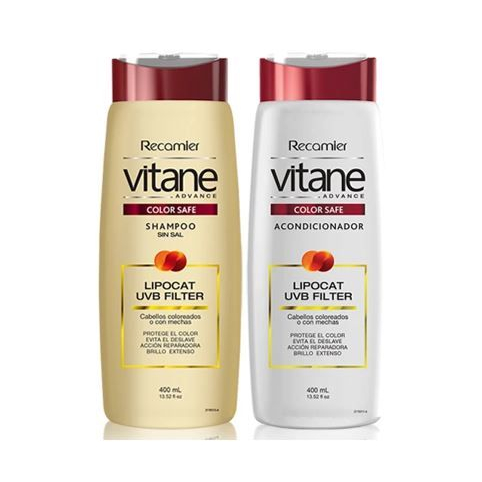 Recamier
vitane
ADVANCE
COLOR SAFE
SHAMPOO
SIN SAL
LIPOCAT
UVB FILTER
Cabellos coloreados
o con mechas
PROTEGE EL COLOR
EVITA EL DESLAVE
ACCIÓN REPARADORA
BRILLO EXTENSO
400 mL
13.52 fl oz
Recamier
vitane
ADVANCE
COLOR SAFE
ACONDICIONADOR
LIPOCAT
UVB FILTER
Cabellos coloreados
o con mechas
PROTEGE EL COLOR
EVITA EL DESLAVE
ACCIÓN REPARADORA
BRILLO EXTENSO
400 mL
13.52 fl oz